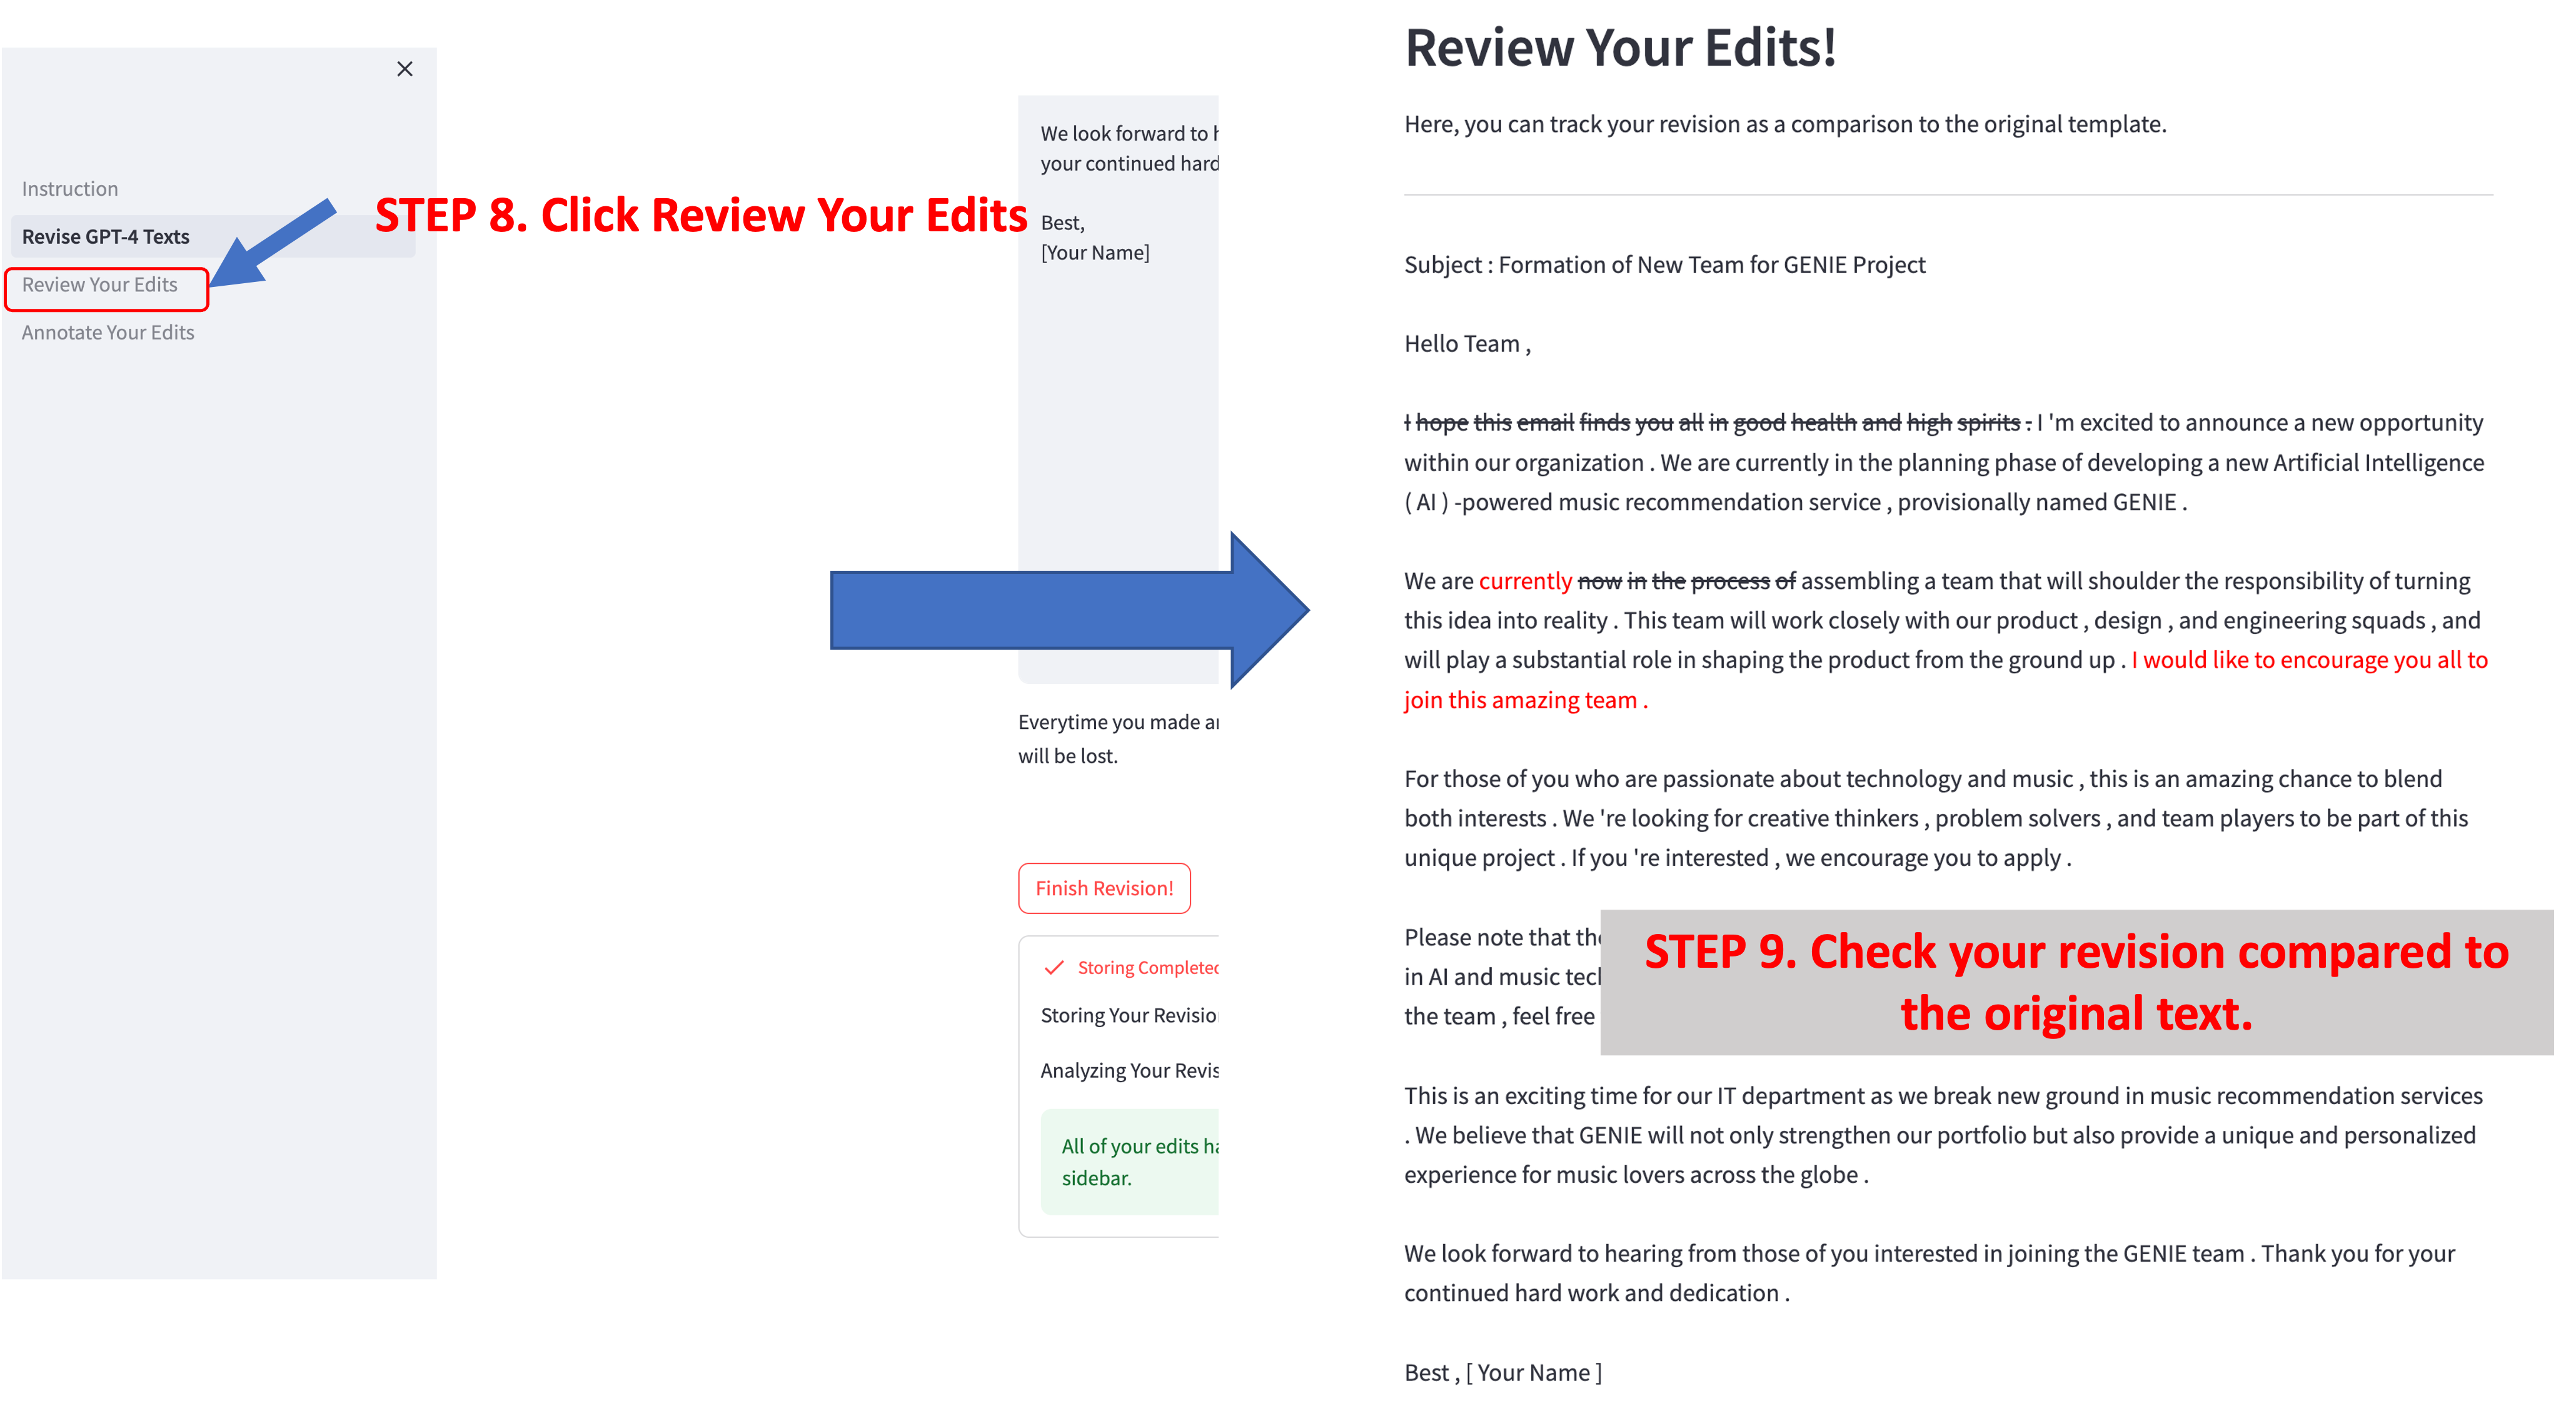 Instruction
Revise GPT-4 Texts
Review Your Edits
Annotate Your Edits
STEP 8. Click Review Your Edits
We look forward to
your continued hard
Best,
[Your Name]
Everytime you made
will be lost.
Finish Revision!
Storing Completed
Storing Your
Analyzing Your
All of your edits
sidebar.
Review Your Edits!
Here, you can track your revision as a comparison to the original template.
Subject : Formation of New Team for GENIE Project
Hello Team ,
I hope this email finds you all in good health and high spirits . I 'm excited to announce a new opportunity
within our organization . We are currently in the planning phase of developing a new Artificial Intelligence
( AI ) -powered music recommendation service , provisionally named GENIE .
We are currently now in the process of assembling a team that will shoulder the responsibility of turning
this idea into reality . This team will work closely with our product , design , and engineering squads , and
will play a substantial role in shaping the product from the ground up . I would like to encourage you all to
join this amazing team .
For those of you who are passionate about technology and music , this is an amazing chance to blend
both interests . We 're looking for creative thinkers , problem solvers , and team players to be part of this
unique project . If you 're interested , we encourage you to apply .
Please note that
in AI and music
the team , feel free
STEP 9. Check your revision compared to
the original text.
This is an exciting time for our IT department as we break new ground in music recommendation services
. We believe that GENIE will not only strengthen our portfolio but also provide a unique and personalized
experience for music lovers across the globe .
We look forward to hearing from those of you interested in joining the GENIE team . Thank you for your
continued hard work and dedication .
Best , [ Your Name ]